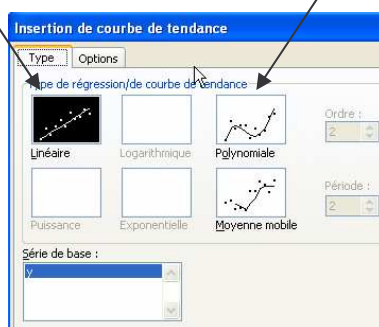 Insertion de courbe de tendance
Type Options
Type de régression/de courbe de tendance
Linéaire Logarithmique Polynomiale
Ordre :
2
Puissance Exponentielle Moyenne mobile
Période :
2
Série de base :
y